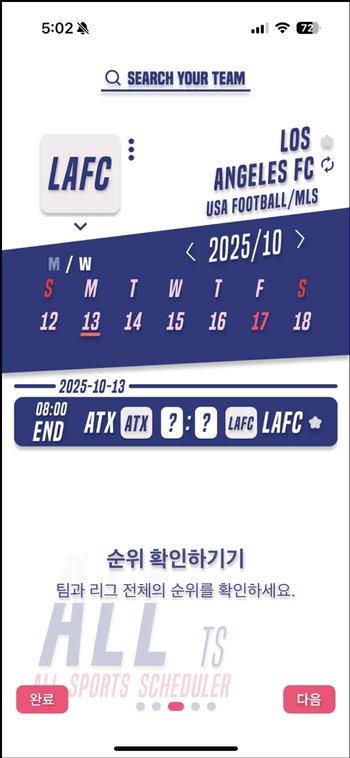 5:02
72
SEARCH YOUR TEAM
LAFC
LOS
ANGELES FC
USA FOOTBALL/MLS
M / W
2025/10
S M T W T F S
12 13 14 15 16 17 18
2025-10-13
08:00
END
ATX ATX ? : ? LAFC LAFC
순위 확인하기기
팀과 리그 전체의 순위를 확인하세요.
ALL
TS
ALL SPORTS SCHEDULER
완료
다음